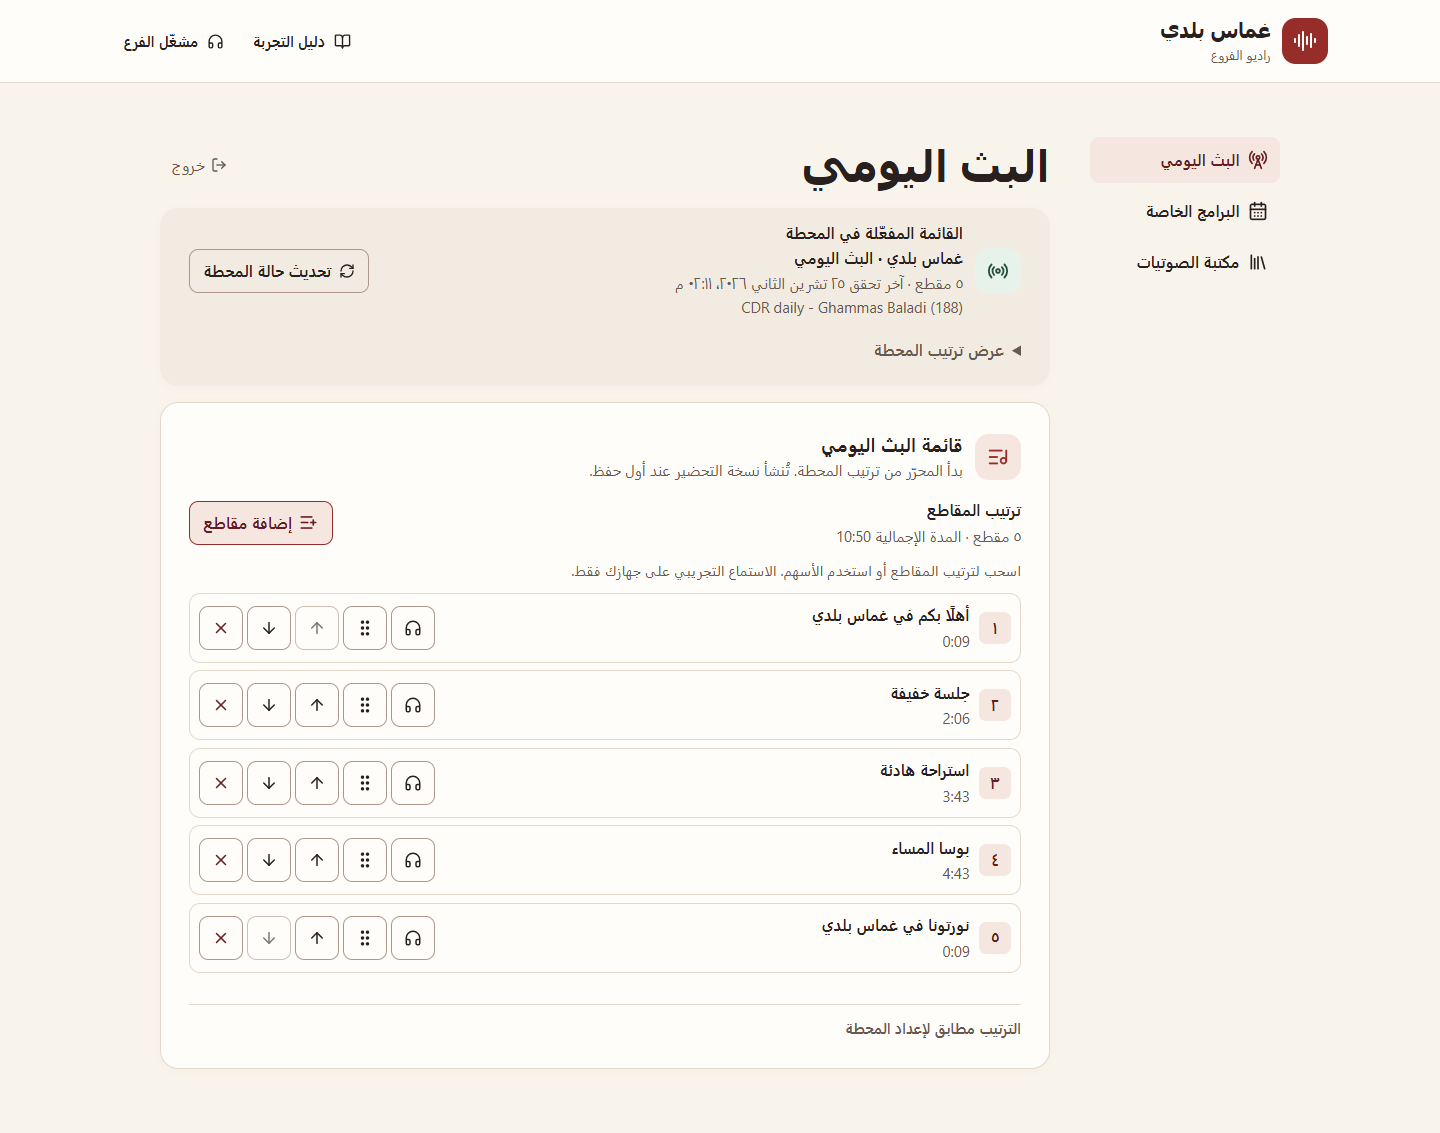 غماس بلدي
راديو الفروع
دليل التجربة
مشغّل الفرع
البث اليومي
البرامج الخاصة
مكتبة الصوتيات
البث اليومي
خروج
القائمة المفعّلة في المحطة
غماس بلدي · البث اليومي
٥ مقطع · آخر تحقق ٢٥ تشرين الثاني ٢٠٢٦، ٠٢:١١ م
CDR daily - Ghammas Baladi (188)
تحديث حالة المحطة
عرض ترتيب المحطة
قائمة البث اليومي
بدأ المحرّر من ترتيب المحطة. تُنشأ نسخة التحضير عند أول حفظ.
ترتيب المقاطع
٥ مقطع · المدة الإجمالية 10:50
إضافة مقاطع
اسحب لترتيب المقاطع أو استخدم الأسهم. الاستماع التجريبي على جهازك فقط.
١
أهلًا بكم في غماس بلدي
0:09
٢
جلسة خفيفة
2:06
٣
استراحة هادئة
3:43
٤
بوسا المساء
4:43
٥
نورتونا في غماس بلدي
0:09
الترتيب مطابق لإعداد المحطة